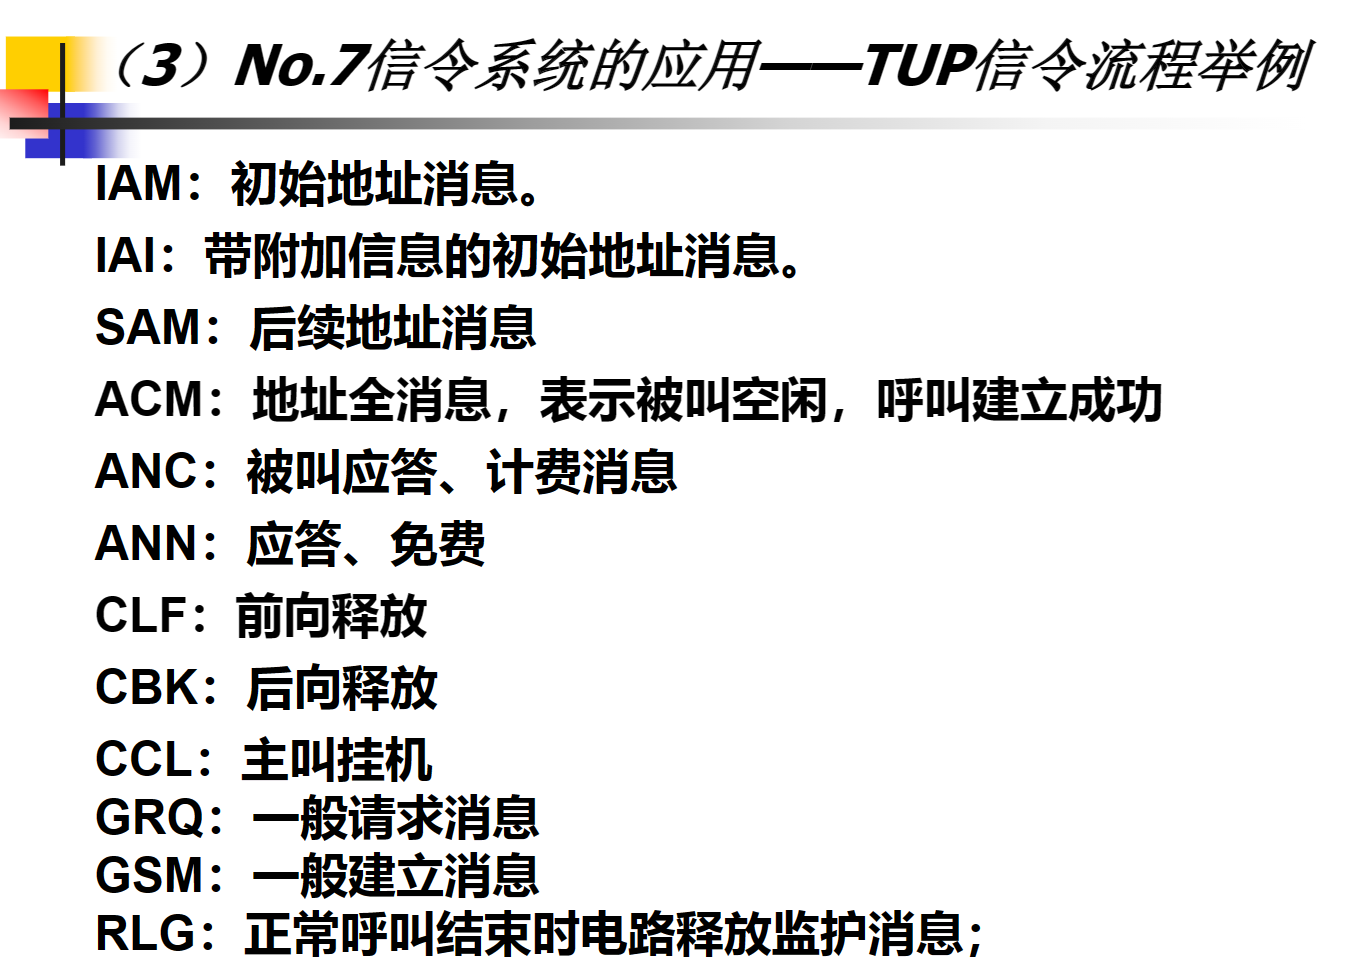 （3）No.7信令系统的应用——TUP信令流程举例
IAM：初始地址消息。
IAI：带附加信息的初始地址消息。
SAM：后续地址消息
ACM：地址全消息，表示被叫空闲，呼叫建立成功
ANC：被叫应答、计费消息
ANN：应答、免费
CLF：前向释放
CBK：后向释放
CCL：主叫挂机
GRQ：一般请求消息
GSM：一般建立消息
RLG：正常呼叫结束时电路释放监护消息；